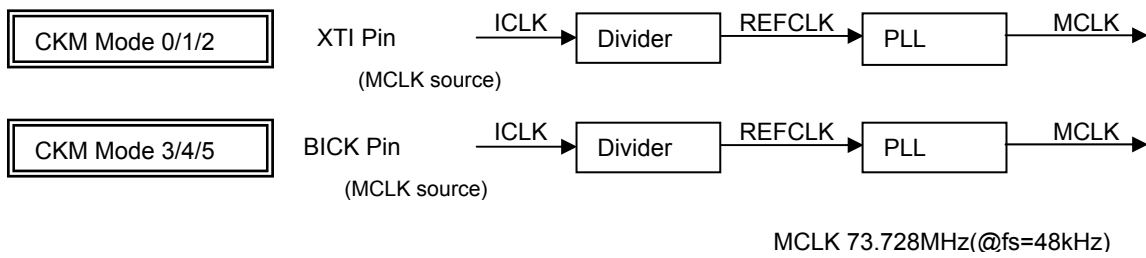 CKM Mode 0/1/2
XTI Pin
(MCLK source)
ICLK
Divider
REFCLK
PLL
MCLK
CKM Mode 3/4/5
BICK Pin
(MCLK source)
ICLK
Divider
REFCLK
PLL
MCLK
MCLK 73.728MHz(@fs=48kHz)